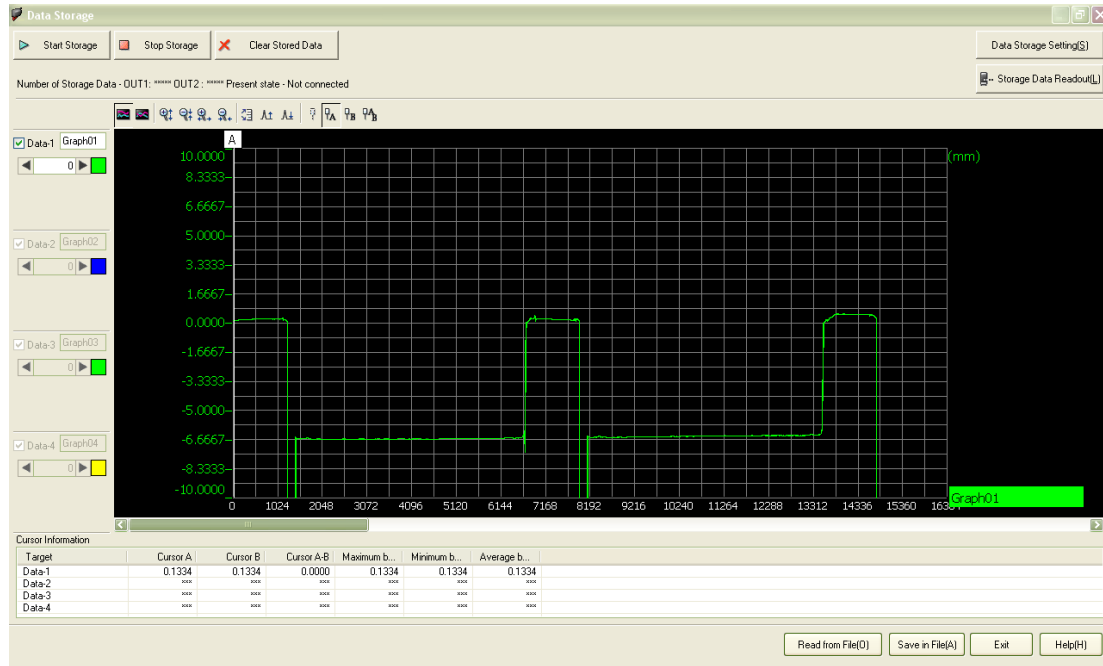 Data Storage
Start Storage Stop Storage Clear Stored Data Data Storage Setting(S)
Number of Storage Data - OUT1: ***** OUT2 : ***** Present state - Not connected Storage Data Readout(L)
Data-1 Graph01
0
Data-2 Graph02
0
Data-3 Graph03
0
Data-4 Graph04
0
A
10.0000 (mm)
8.3333
6.6667
5.0000
3.3333
1.6667
0.0000
-1.6667
-3.3333
-5.0000
-6.6667
-8.3333
-10.0000
Graph01
0 1024 2048 3072 4096 5120 6144 7168 8192 9216 10240 11264 12288 13312 14336 15360
Cursor Information
Target Cursor A Cursor B Cursor A-B Maximum b... Minimum b... Average b...
Data-1 0.1334 0.1334 0.0000 0.1334 0.1334 0.1334
Data-2 *** *** *** *** *** ***
Data-3 *** *** *** *** *** ***
Data-4 *** *** *** *** *** ***
Read from File(O) Save in File(A) Exit Help(H)